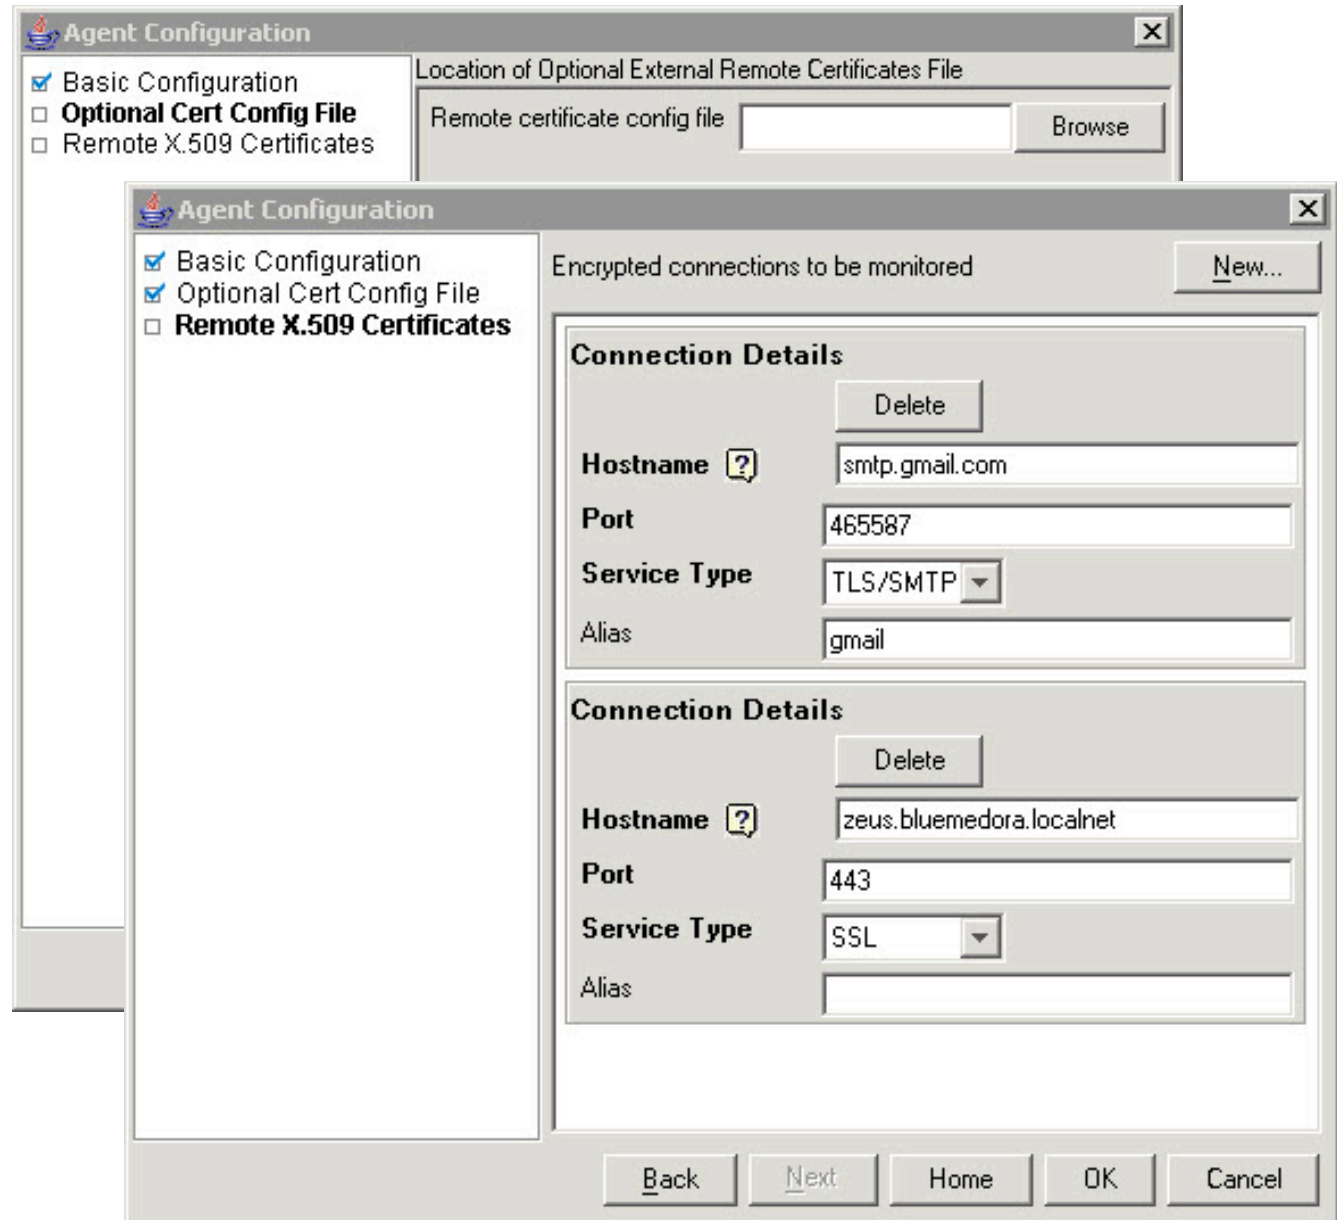 Agent Configuration
Basic Configuration
Optional Cert Config File
Remote X.509 Certificates
Location of Optional External Remote Certificates File
Remote certificate config file
Browse
Agent Configuration
Basic Configuration
Optional Cert Config File
Remote X.509 Certificates
Encrypted connections to be monitored
New...
Connection Details
Delete
Hostname ? smtp.gmail.com
Port 465587
Service Type TLS/SMTP
Alias gmail
Connection Details
Delete
Hostname ? zeus.bluemedora.localnet
Port 443
Service Type SSL
Alias
Back Next Home OK Cancel